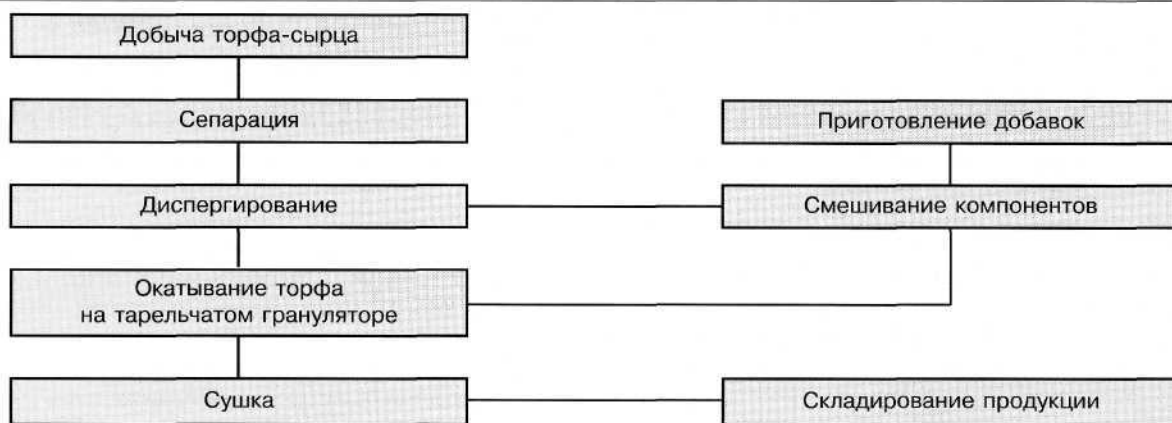 Добыча торфа-сырца
Сепарация
Приготовление добавок
Диспергирование
Смешивание компонентов
Окатывание торфа
на тарельчатом грануляторе
Сушка
Складирование продукции